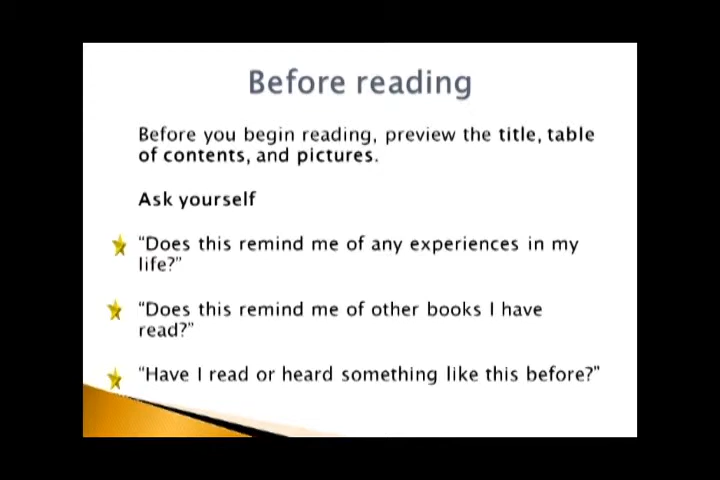 Before reading
Before you begin reading, preview the title, table
of contents, and pictures.
Ask yourself
“Does this remind me of any experiences in my
life?”
“Does this remind me of other books I have
read?”
“Have I read or heard something like this before?”